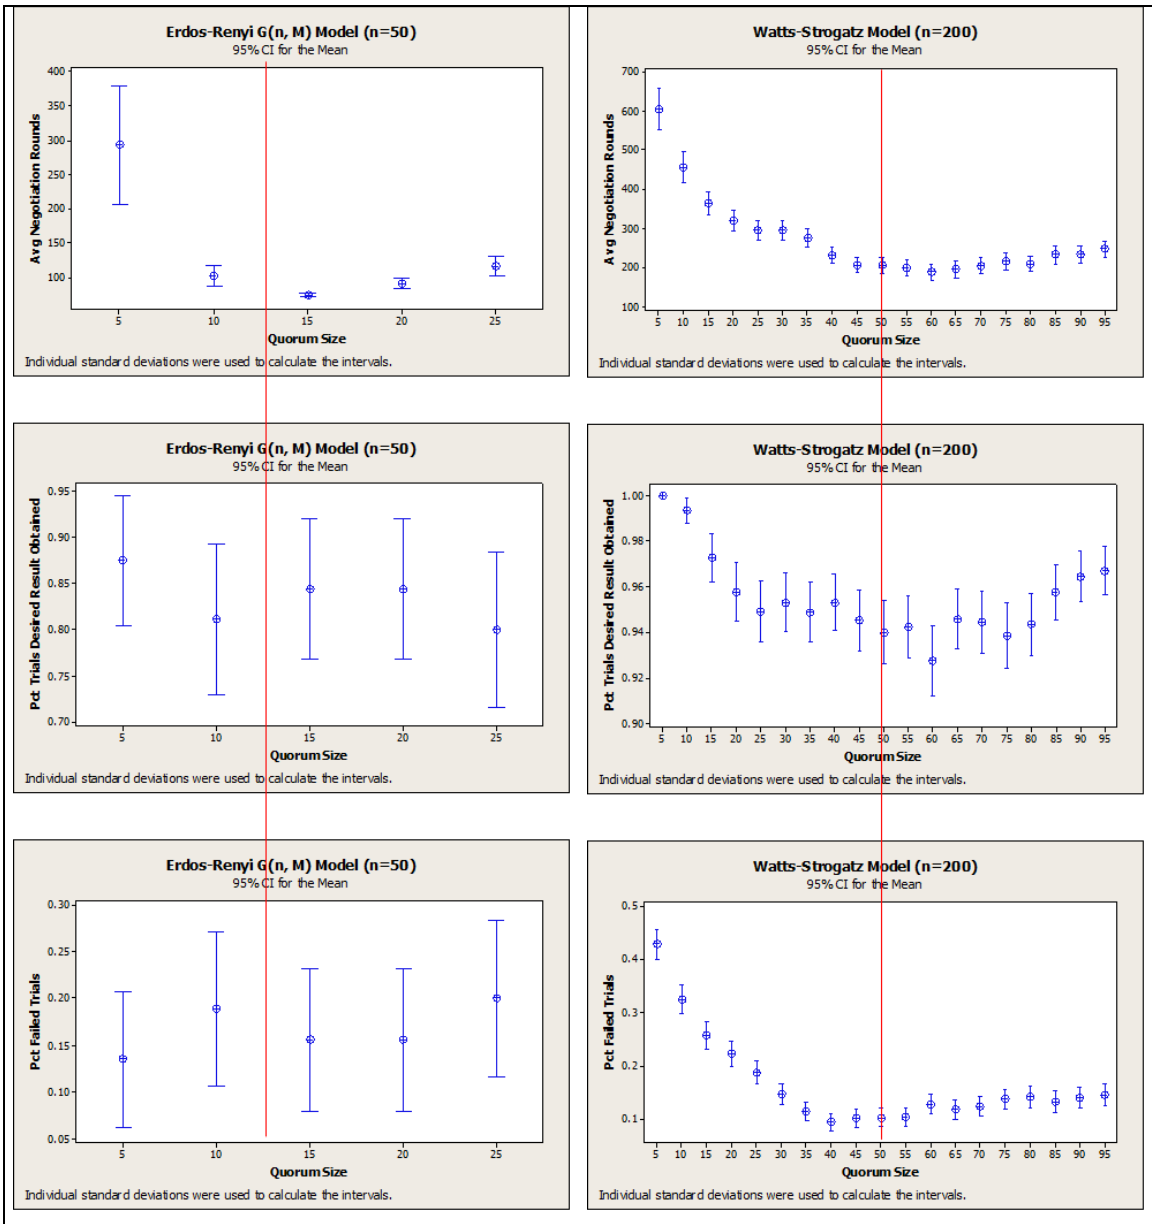 Erdos-Renyi G(n, M) Model (n=50)
95% CI for the Mean
Avg Negotiation Rounds
400
350
300
250
200
150
100
5 10 15 20 25
Quorum Size
Individual standard deviations were used to calculate the intervals.
Watts-Strogatz Model (n=200)
95% CI for the Mean
Avg Negotiation Rounds
700
600
500
400
300
200
100
5 10 15 20 25 30 35 40 45 50 55 60 65 70 75 80 85 90 95
Quorum Size
Individual standard deviations were used to calculate the intervals.
Erdos-Renyi G(n, M) Model (n=50)
95% CI for the Mean
Pct Trials Desired Result Obtained
0.95
0.90
0.85
0.80
0.75
0.70
5 10 15 20 25
Quorum Size
Individual standard deviations were used to calculate the intervals.
Watts-Strogatz Model (n=200)
95% CI for the Mean
Pct Trials Desired Result Obtained
1.00
0.98
0.96
0.94
0.92
0.90
5 10 15 20 25 30 35 40 45 50 55 60 65 70 75 80 85 90 95
Quorum Size
Individual standard deviations were used to calculate the intervals.
Erdos-Renyi G(n, M) Model (n=50)
95% CI for the Mean
Pct Failed Trials
0.30
0.25
0.20
0.15
0.10
0.05
5 10 15 20 25
Quorum Size
Individual standard deviations were used to calculate the intervals.
Watts-Strogatz Model (n=200)
95% CI for the Mean
Pct Failed Trials
0.5
0.4
0.3
0.2
0.1
5 10 15 20 25 30 35 40 45 50 55 60 65 70 75 80 85 90 95
Quorum Size
Individual standard deviations were used to calculate the intervals.